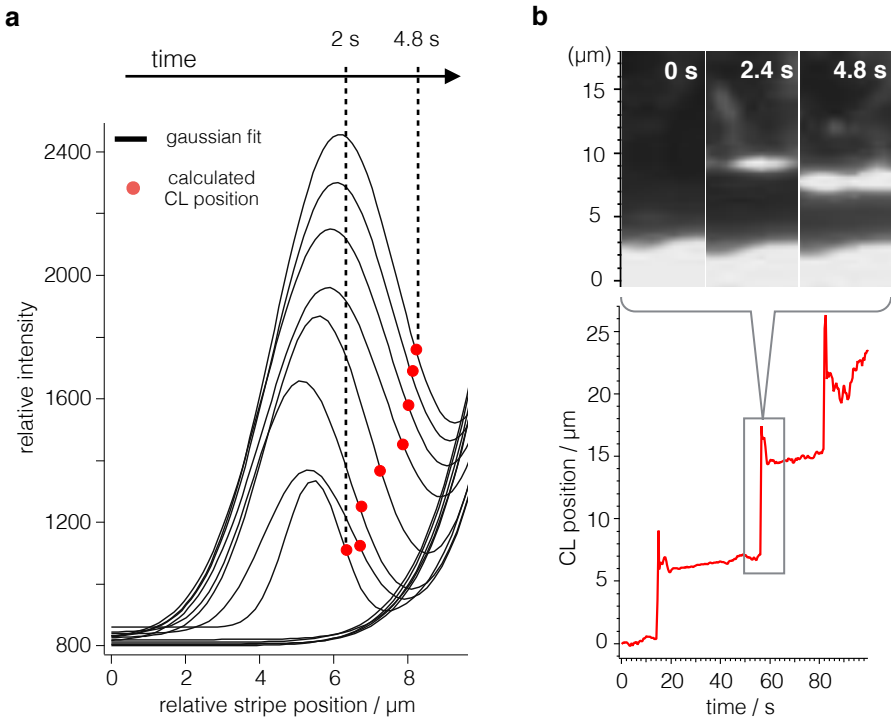 a
time
2 s
4.8 s
gaussian fit
calculated
CL position
2400
2000
1600
1200
800
relative intensity
0
2
4
6
8
relative stripe position / µm
b
(µm)
15
10
5
0
0 s
2.4 s
4.8 s
25
20
15
10
5
0
CL position / µm
0
20
40
60
80
time / s